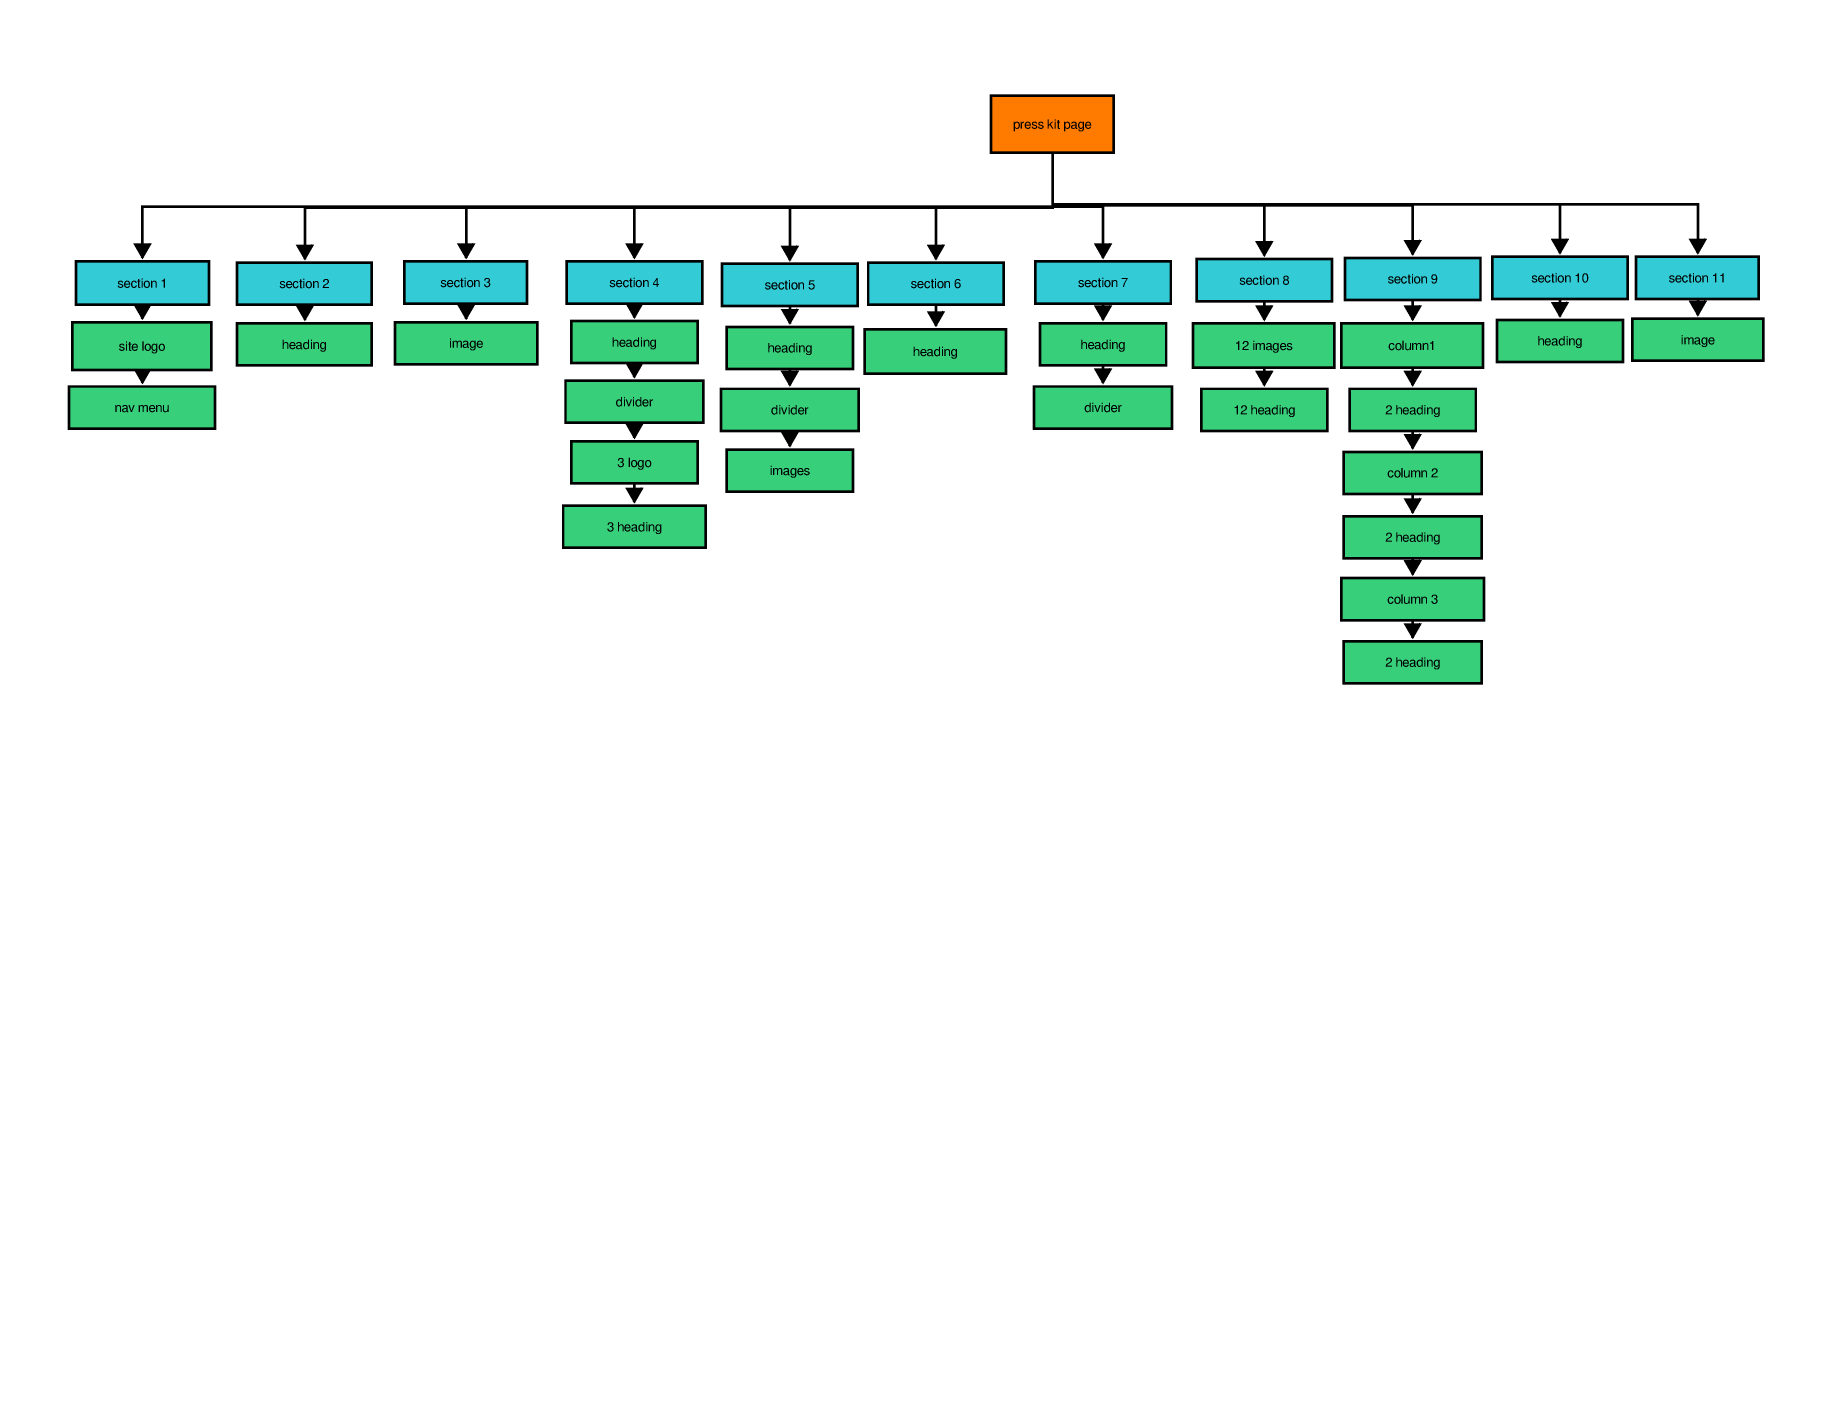 press kit page
section 1
section 2
section 3
section 4
section 5
section 6
section 7
section 8
section 9
section 10
section 11
site logo
nav menu
heading
image
heading
divider
3 logo
3 heading
heading
divider
images
heading
heading
divider
12 images
12 heading
column1
2 heading
column 2
2 heading
column 3
2 heading
heading
image